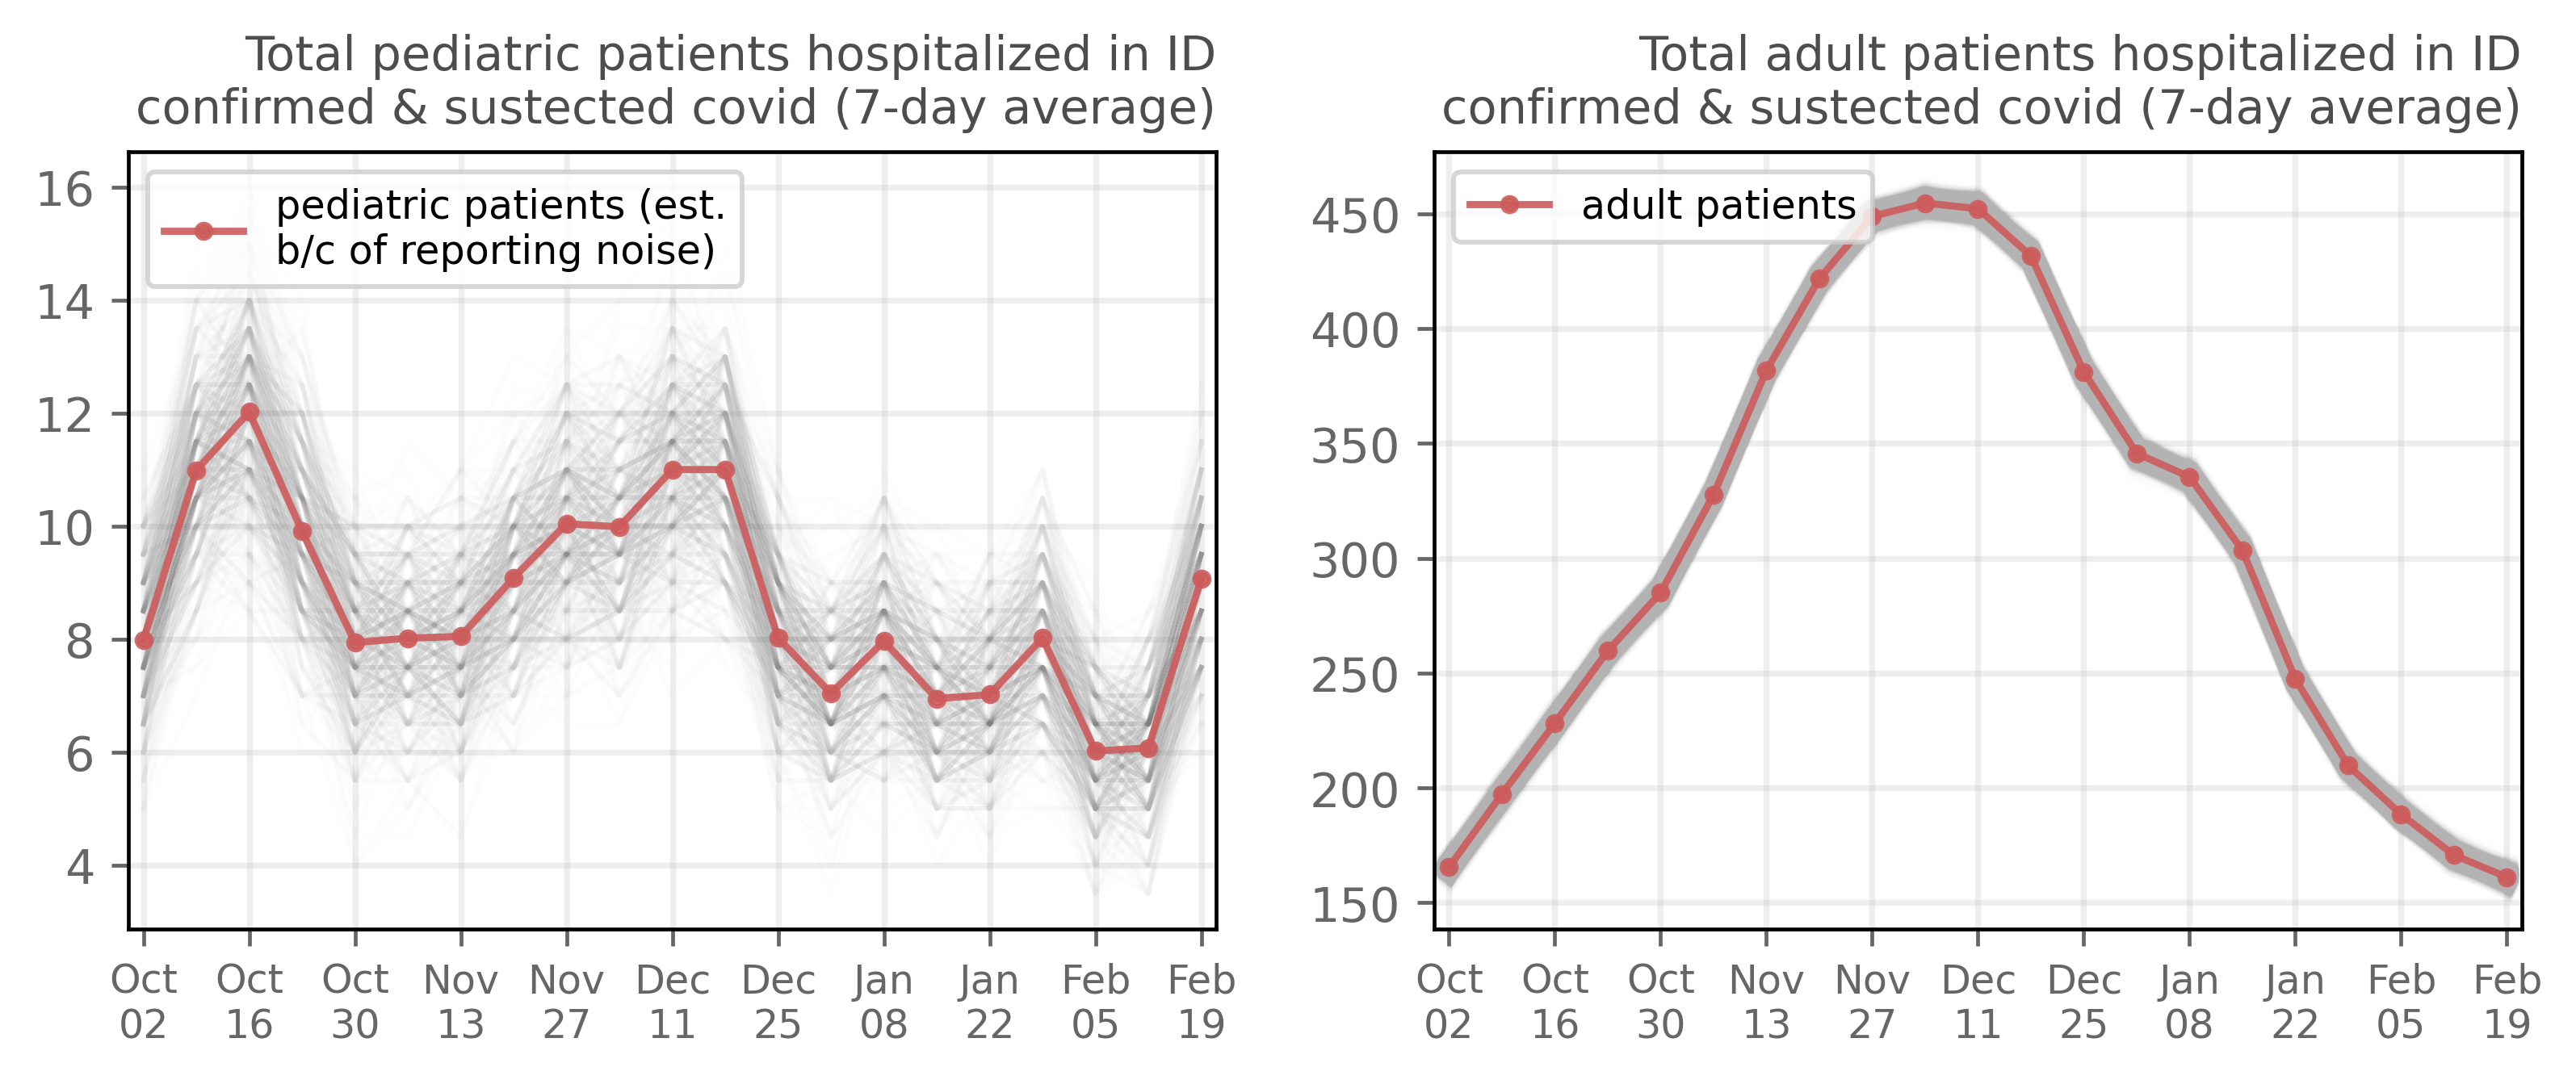 Total pediatric patients hospitalized in ID
confirmed & sustected covid (7-day average)
pediatric patients (est.
b/c of reporting noise)
16
14
12
10
8
6
4
Oct Oct Oct Nov Nov Dec Dec Jan Jan Feb Feb
02 16 30 13 27 11 25 08 22 05 19
Total adult patients hospitalized in ID
confirmed & sustected covid (7-day average)
adult patients
450
400
350
300
250
200
150
Oct Oct Oct Nov Nov Dec Dec Jan Jan Feb Feb
02 16 30 13 27 11 25 08 22 05 19